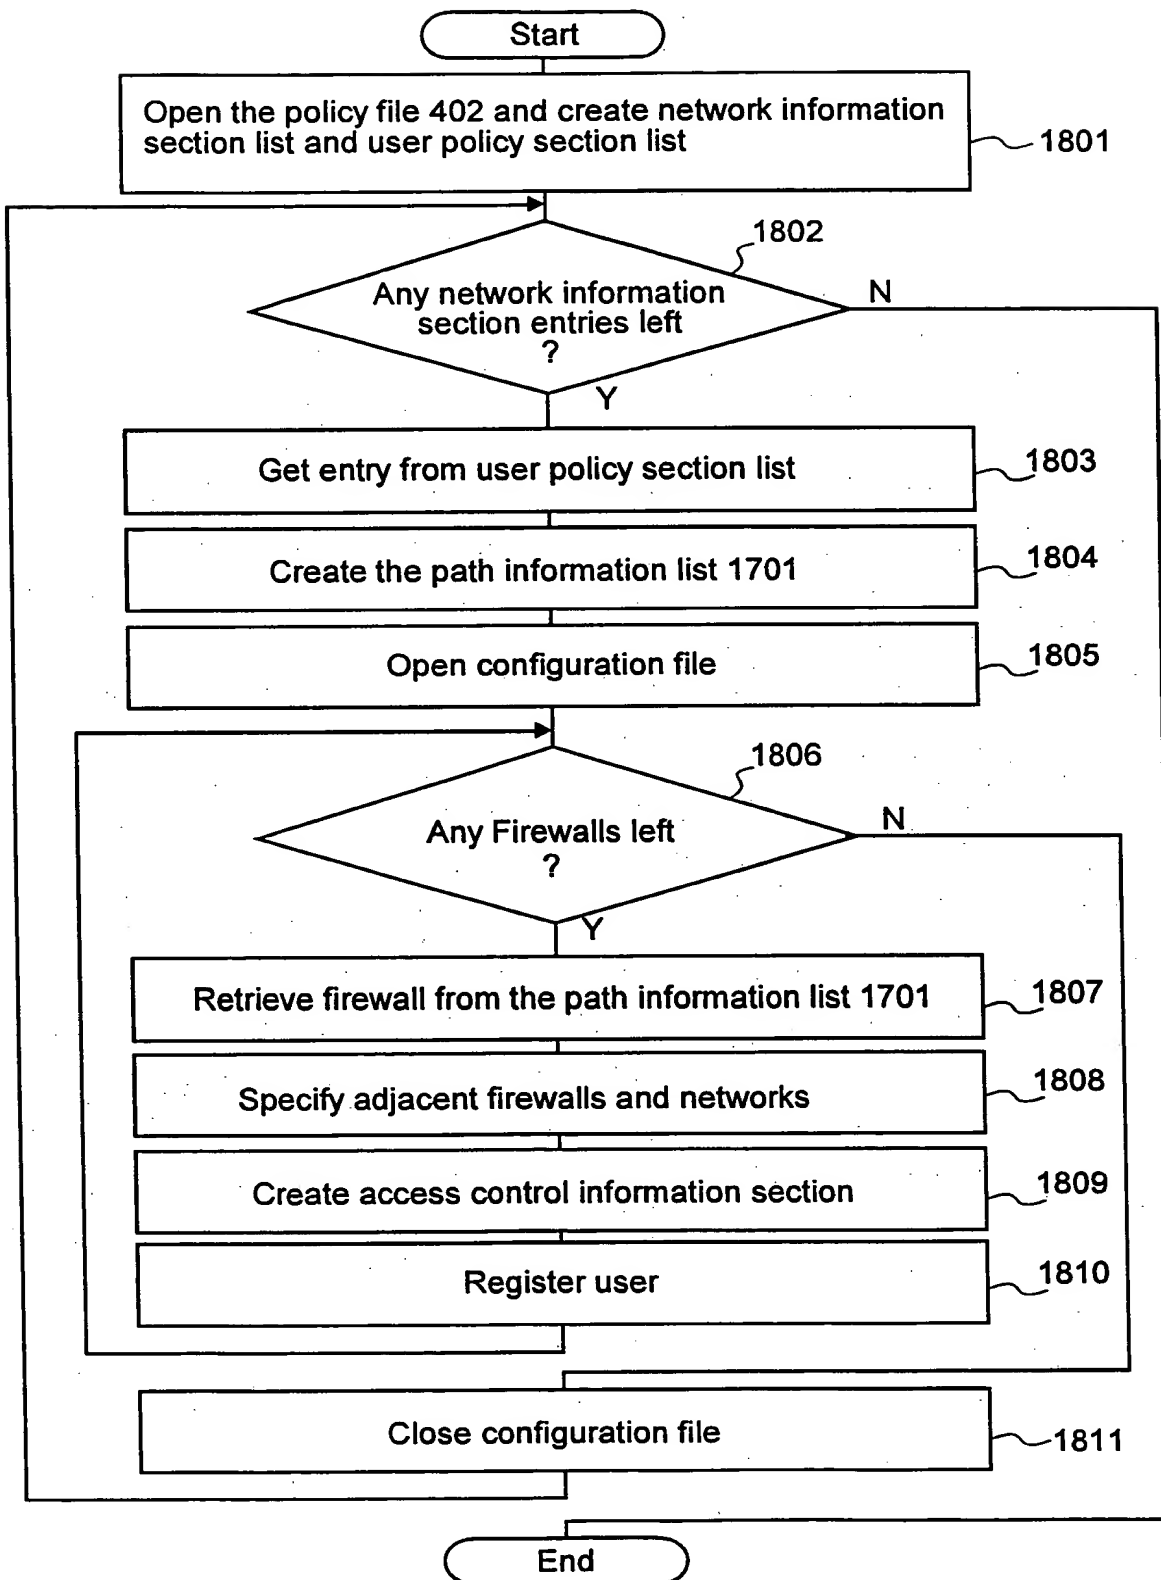 Start
Open the policy file 402 and create network information
section list and user policy section list
1801
1802
Any network information
section entries left
?
N
Y
Get entry from user policy section list
1803
Create the path information list 1701
1804
Open configuration file
1805
1806
Any Firewalls left
?
N
Y
Retrieve firewall from the path information list 1701
1807
Specify adjacent firewalls and networks
1808
Create access control information section
1809
Register user
1810
Close configuration file
1811
End